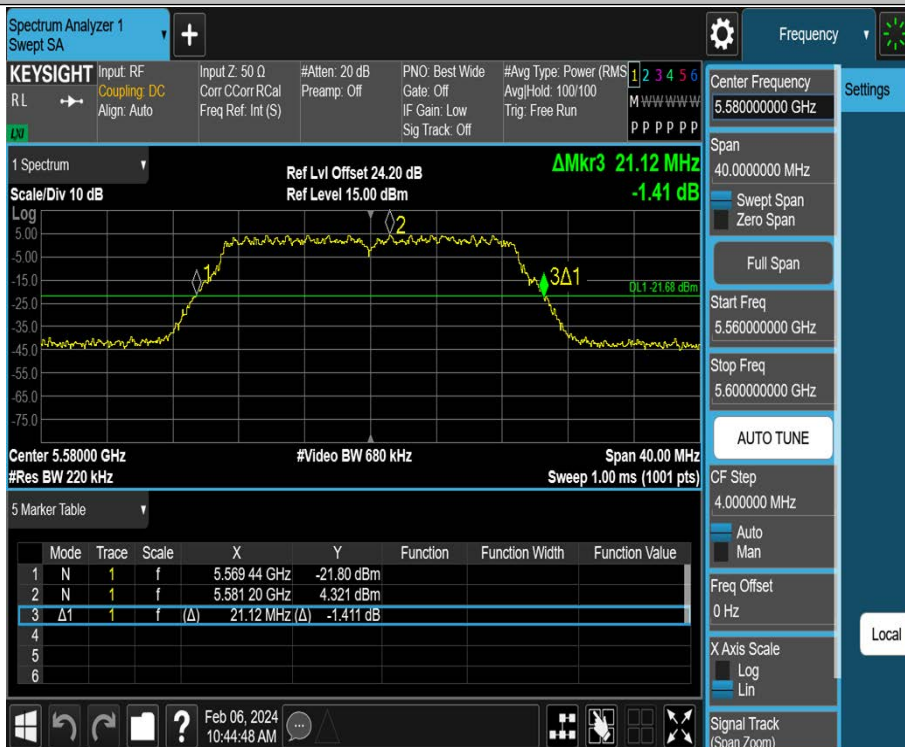 Spectrum Analyzer 1
Swept SA
+
Frequency
KEYSIGHT
RL
LXI
Input: RF
Coupling: DC
Align: Auto
Input Z: 50 Ω
Corr CCorr RCal
Freq Ref: Int (S)
#Atten: 20 dB
Preamp: Off
PNO: Best Wide
Gate: Off
IF Gain: Low
Sig Track: Off
#Avg Type: Power (RMS
Avg|Hold: 100/100
Trig: Free Run
1 2 3 4 5 6
M W W W W W
P P P P P P
1 Spectrum
Scale/Div 10 dB
Ref Lvl Offset 24.20 dB
Ref Level 15.00 dBm
ΔMkr3 21.12 MHz
-1.41 dB
Log
5.00
-5.00
-15.0
-25.0
-35.0
-45.0
-55.0
-65.0
-75.0
1
2
3Δ1
DL1 -21.68 dBm
Center 5.58000 GHz
#Res BW 220 kHz
#Video BW 680 kHz
Span 40.00 MHz
Sweep 1.00 ms (1001 pts)
5 Marker Table
Mode Trace Scale X Y Function Function Width Function Value
1 N 1 f 5.569 44 GHz -21.80 dBm
2 N 1 f 5.581 20 GHz 4.321 dBm
3 Δ1 1 f (Δ) 21.12 MHz (Δ) -1.411 dB
4
5
6
?
Feb 06, 2024
10:44:48 AM
Center Frequency
5.580000000 GHz
Span
40.0000000 MHz
Swept Span
Zero Span
Full Span
Start Freq
5.560000000 GHz
Stop Freq
5.600000000 GHz
AUTO TUNE
CF Step
4.000000 MHz
Auto
Man
Freq Offset
0 Hz
X Axis Scale
Log
Lin
Signal Track
(Span Zoom)
Settings
Local